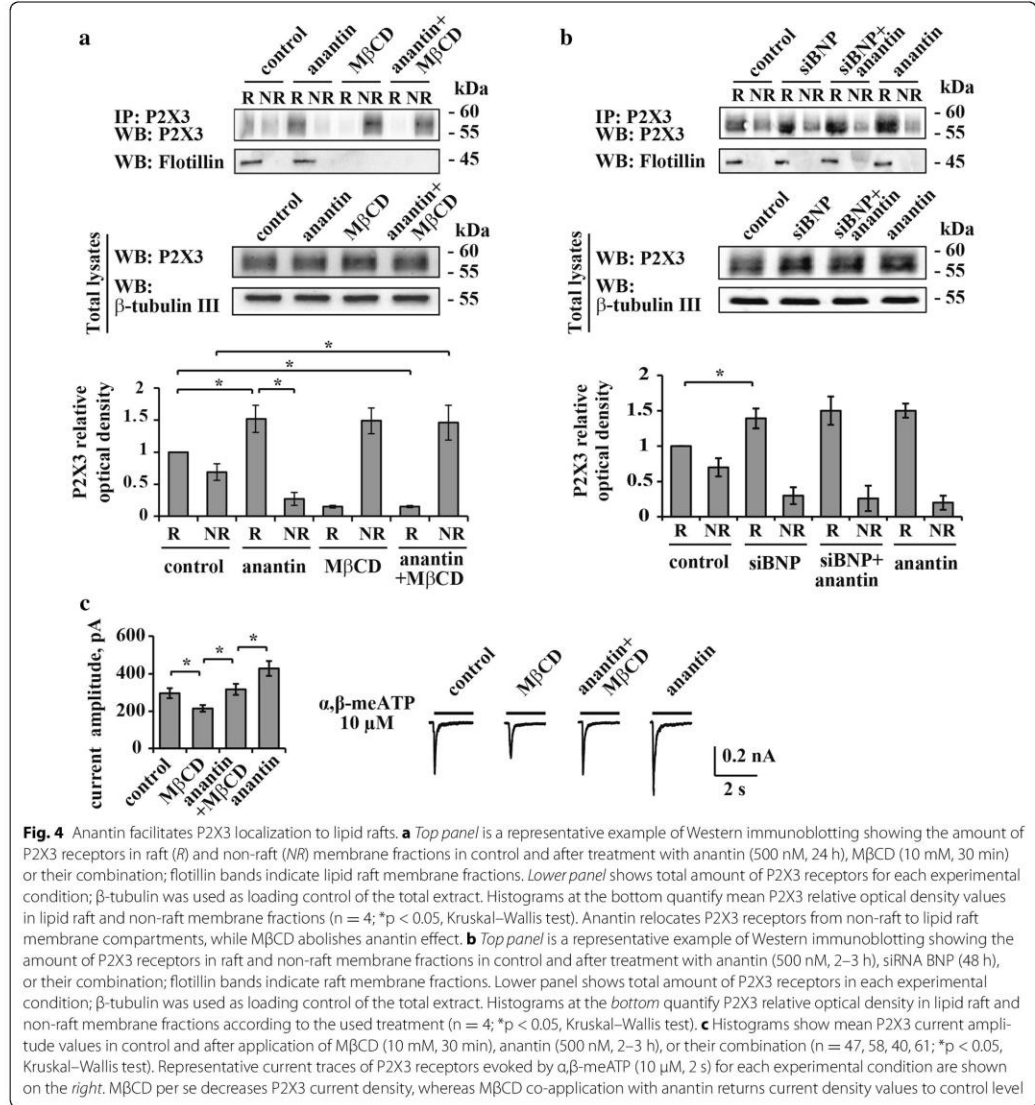 a
control
anantin
MβCD
anantin+
MβCD
R NR R NR R NR R NR
kDa
IP: P2X3
WB: P2X3
- 60
- 55
WB: Flotillin
- 45
control
anantin
MβCD
anantin+
MβCD
kDa
Total lysates
WB: P2X3
- 60
- 55
WB:
β-tubulin III
- 55
P2X3 relative
optical density
2
1.5
1
0.5
0
*
*
*
*
R NR R NR R NR R NR
control anantin MβCD anantin
+MβCD
b
control
siBNP
siBNP+
anantin
anantin
R NR R NR R NR R NR
kDa
IP: P2X3
WB: P2X3
- 60
- 55
WB: Flotillin
- 45
control
siBNP
siBNP+
anantin
anantin
kDa
Total lysates
WB: P2X3
- 60
- 55
WB:
β-tubulin III
- 55
P2X3 relative
optical density
2
1.5
1
0.5
0
*
R NR R NR R NR R NR
control siBNP siBNP+ anantin
anantin
c
current amplitude, pA
600
400
200
0
* * *
control
MβCD
anantin
+MβCD
anantin
α,β-meATP
10 µM
control
MβCD
anantin+
MβCD
anantin
0.2 nA
2 s
Fig. 4 Anantin facilitates P2X3 localization to lipid rafts. a Top panel is a representative example of Western immunoblotting showing the amount of
P2X3 receptors in raft (R) and non-raft (NR) membrane fractions in control and after treatment with anantin (500 nM, 24 h), MβCD (10 mM, 30 min)
or their combination; flotillin bands indicate lipid raft membrane fractions. Lower panel shows total amount of P2X3 receptors for each experimental
condition; β-tubulin was used as loading control of the total extract. Histograms at the bottom quantify mean P2X3 relative optical density values
in lipid raft and non-raft membrane fractions (n = 4; *p < 0.05, Kruskal–Wallis test). Anantin relocates P2X3 receptors from non-raft to lipid raft
membrane compartments, while MβCD abolishes anantin effect. b Top panel is a representative example of Western immunoblotting showing the
amount of P2X3 receptors in raft and non-raft membrane fractions in control and after treatment with anantin (500 nM, 2–3 h), siRNA BNP (48 h),
or their combination; flotillin bands indicate raft membrane fractions. Lower panel shows total amount of P2X3 receptors in each experimental
condition; β-tubulin was used as loading control of the total extract. Histograms at the bottom quantify P2X3 relative optical density in lipid raft and
non-raft membrane fractions according to the used treatment (n = 4; *p < 0.05, Kruskal–Wallis test). c Histograms show mean P2X3 current ampli-
tude values in control and after application of MβCD (10 mM, 30 min), anantin (500 nM, 2–3 h), or their combination (n = 47, 58, 40, 61; *p < 0.05,
Kruskal–Wallis test). Representative current traces of P2X3 receptors evoked by α,β-meATP (10 µM, 2 s) for each experimental condition are shown
on the right. MβCD per se decreases P2X3 current density, whereas MβCD co-application with anantin returns current density values to control level